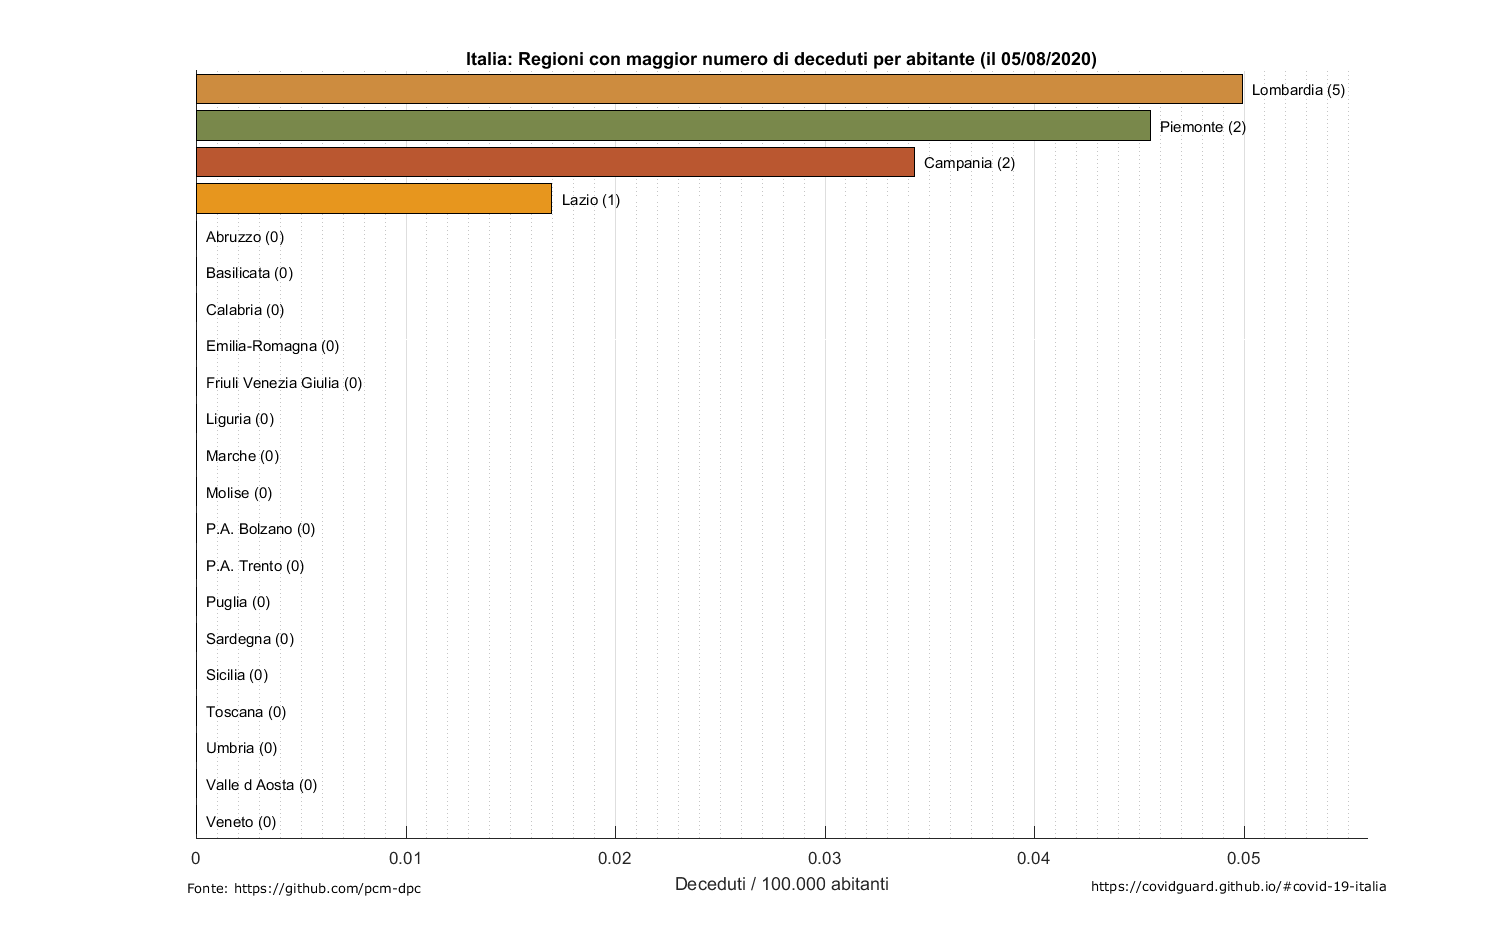 Italia: Regioni con maggior numero di deceduti per abitante (il 05/08/2020)
Lombardia (5)
Piemonte (2)
Campania (2)
Lazio (1)
Abruzzo (0)
Basilicata (0)
Calabria (0)
Emilia-Romagna (0)
Friuli Venezia Giulia (0)
Liguria (0)
Marche (0)
Molise (0)
P.A. Bolzano (0)
P.A. Trento (0)
Puglia (0)
Sardegna (0)
Sicilia (0)
Toscana (0)
Umbria (0)
Valle d Aosta (0)
Veneto (0)
0 0.01 0.02 0.03 0.04 0.05
Deceduti / 100.000 abitanti
Fonte: https://github.com/pcm-dpc
https://covidguard.github.io/#covid-19-italia